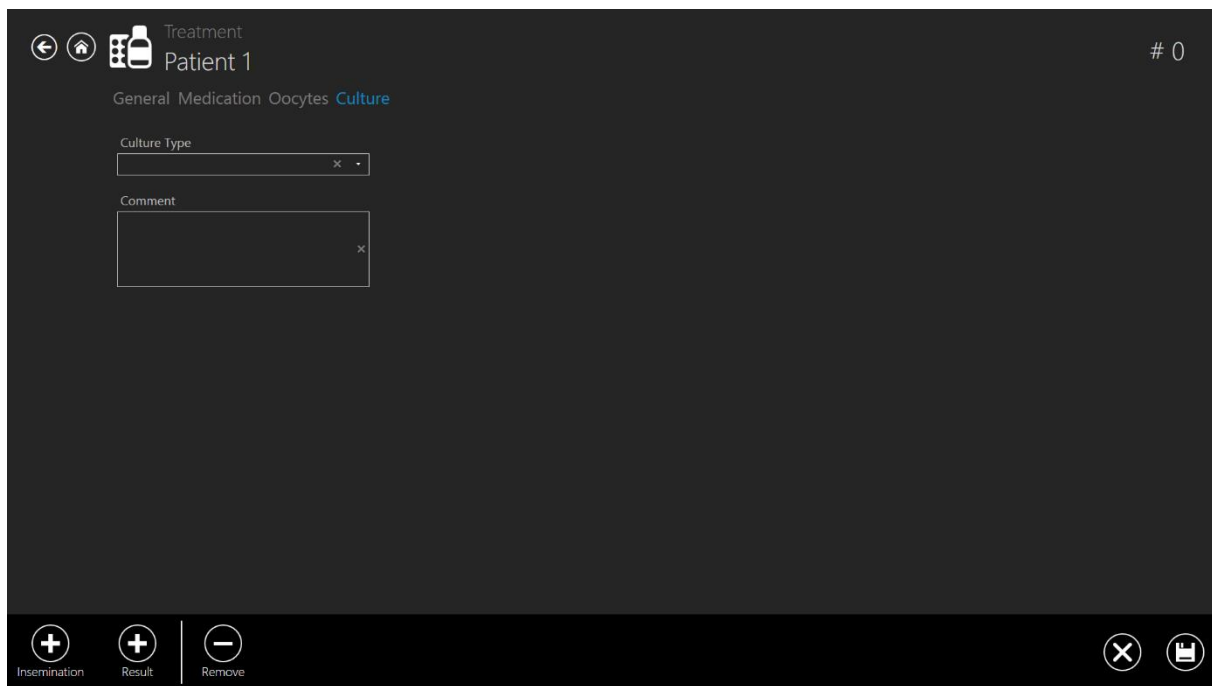 Treatment
Patient 1
# 0
General Medication Oocytes Culture
Culture Type
Comment
Insemination Result Remove